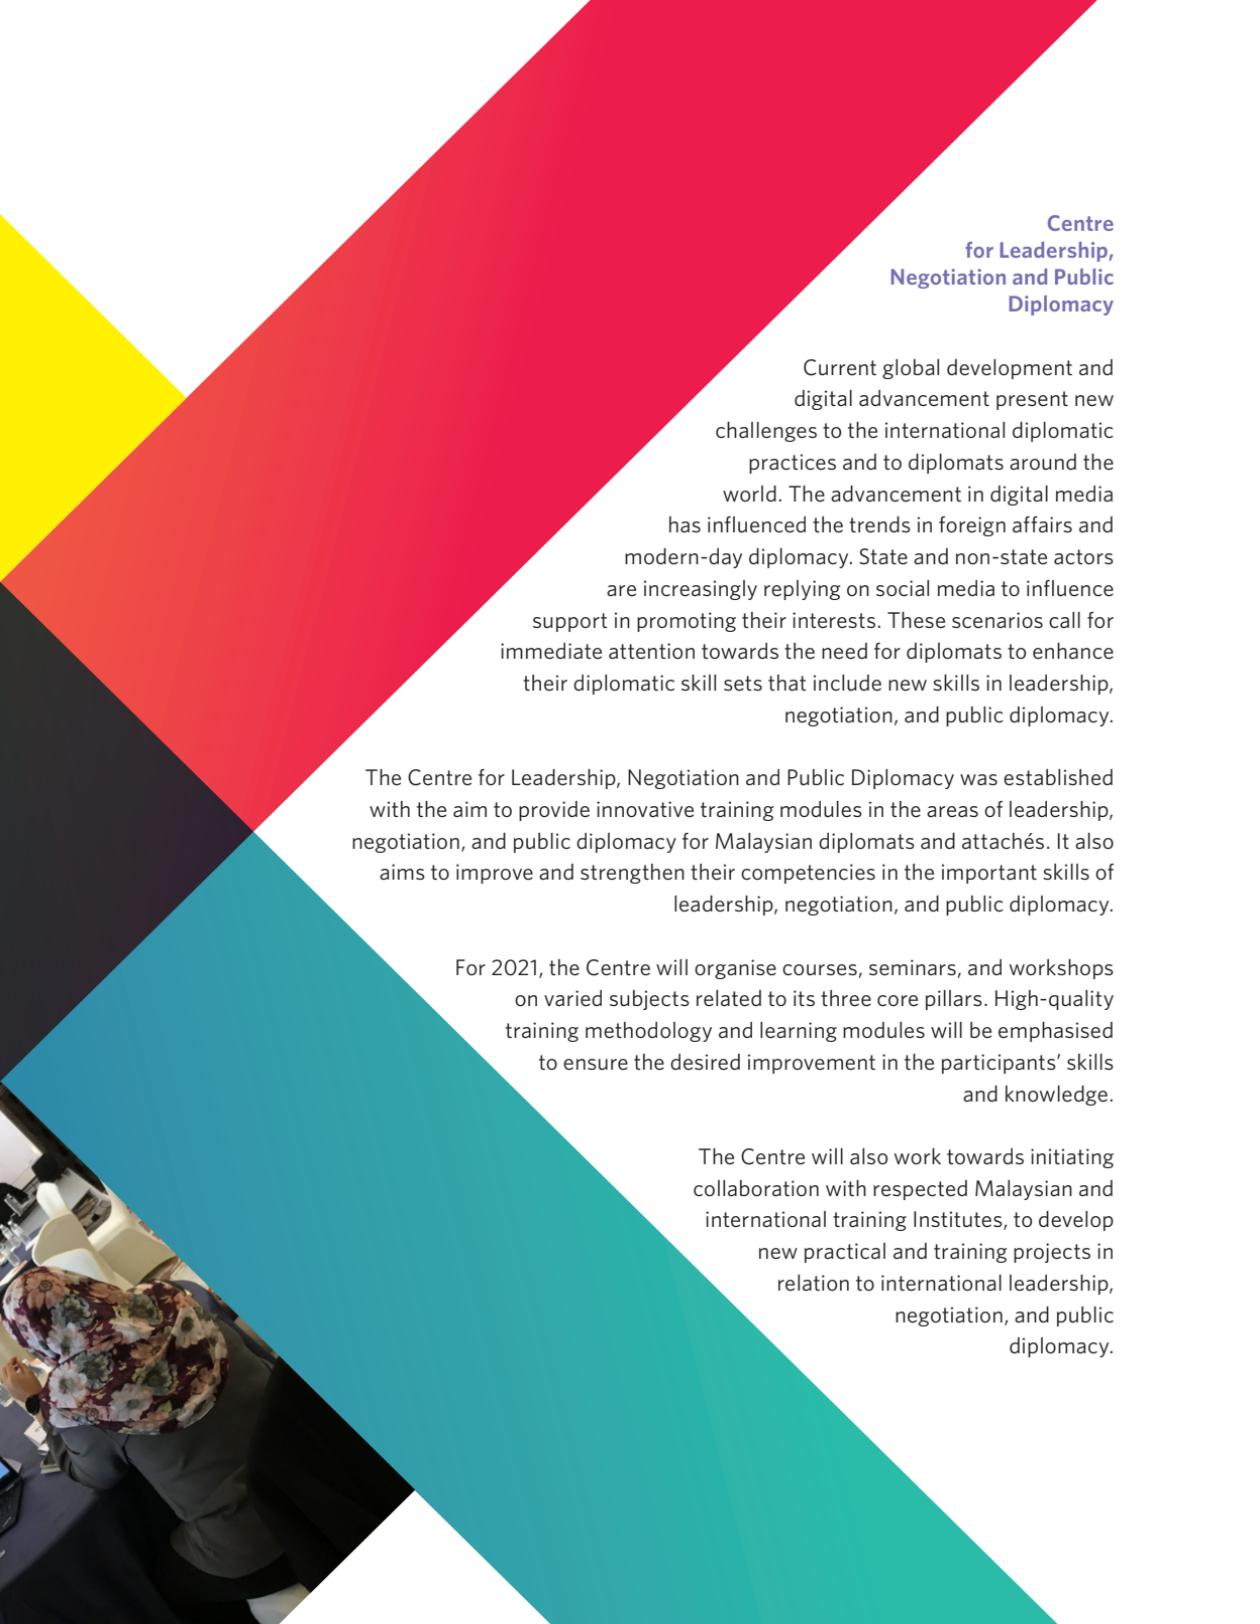 Centre
for Leadership,
Negotiation and Public
Diplomacy
Current global development and
digital advancement present new
challenges to the international diplomatic
practices and to diplomats around the
world. The advancement in digital media
has influenced the trends in foreign affairs and
modern-day diplomacy. State and non-state actors
are increasingly replying on social media to influence
support in promoting their interests. These scenarios call for
immediate attention towards the need for diplomats to enhance
their diplomatic skill sets that include new skills in leadership,
negotiation, and public diplomacy.
The Centre for Leadership, Negotiation and Public Diplomacy was established
with the aim to provide innovative training modules in the areas of leadership,
negotiation, and public diplomacy for Malaysian diplomats and attachés. It also
aims to improve and strengthen their competencies in the important skills of
leadership, negotiation, and public diplomacy.
For 2021, the Centre will organise courses, seminars, and workshops
on varied subjects related to its three core pillars. High-quality
training methodology and learning modules will be emphasised
to ensure the desired improvement in the participants’ skills
and knowledge.
The Centre will also work towards initiating
collaboration with respected Malaysian and
international training Institutes, to develop
new practical and training projects in
relation to international leadership,
negotiation, and public
diplomacy.